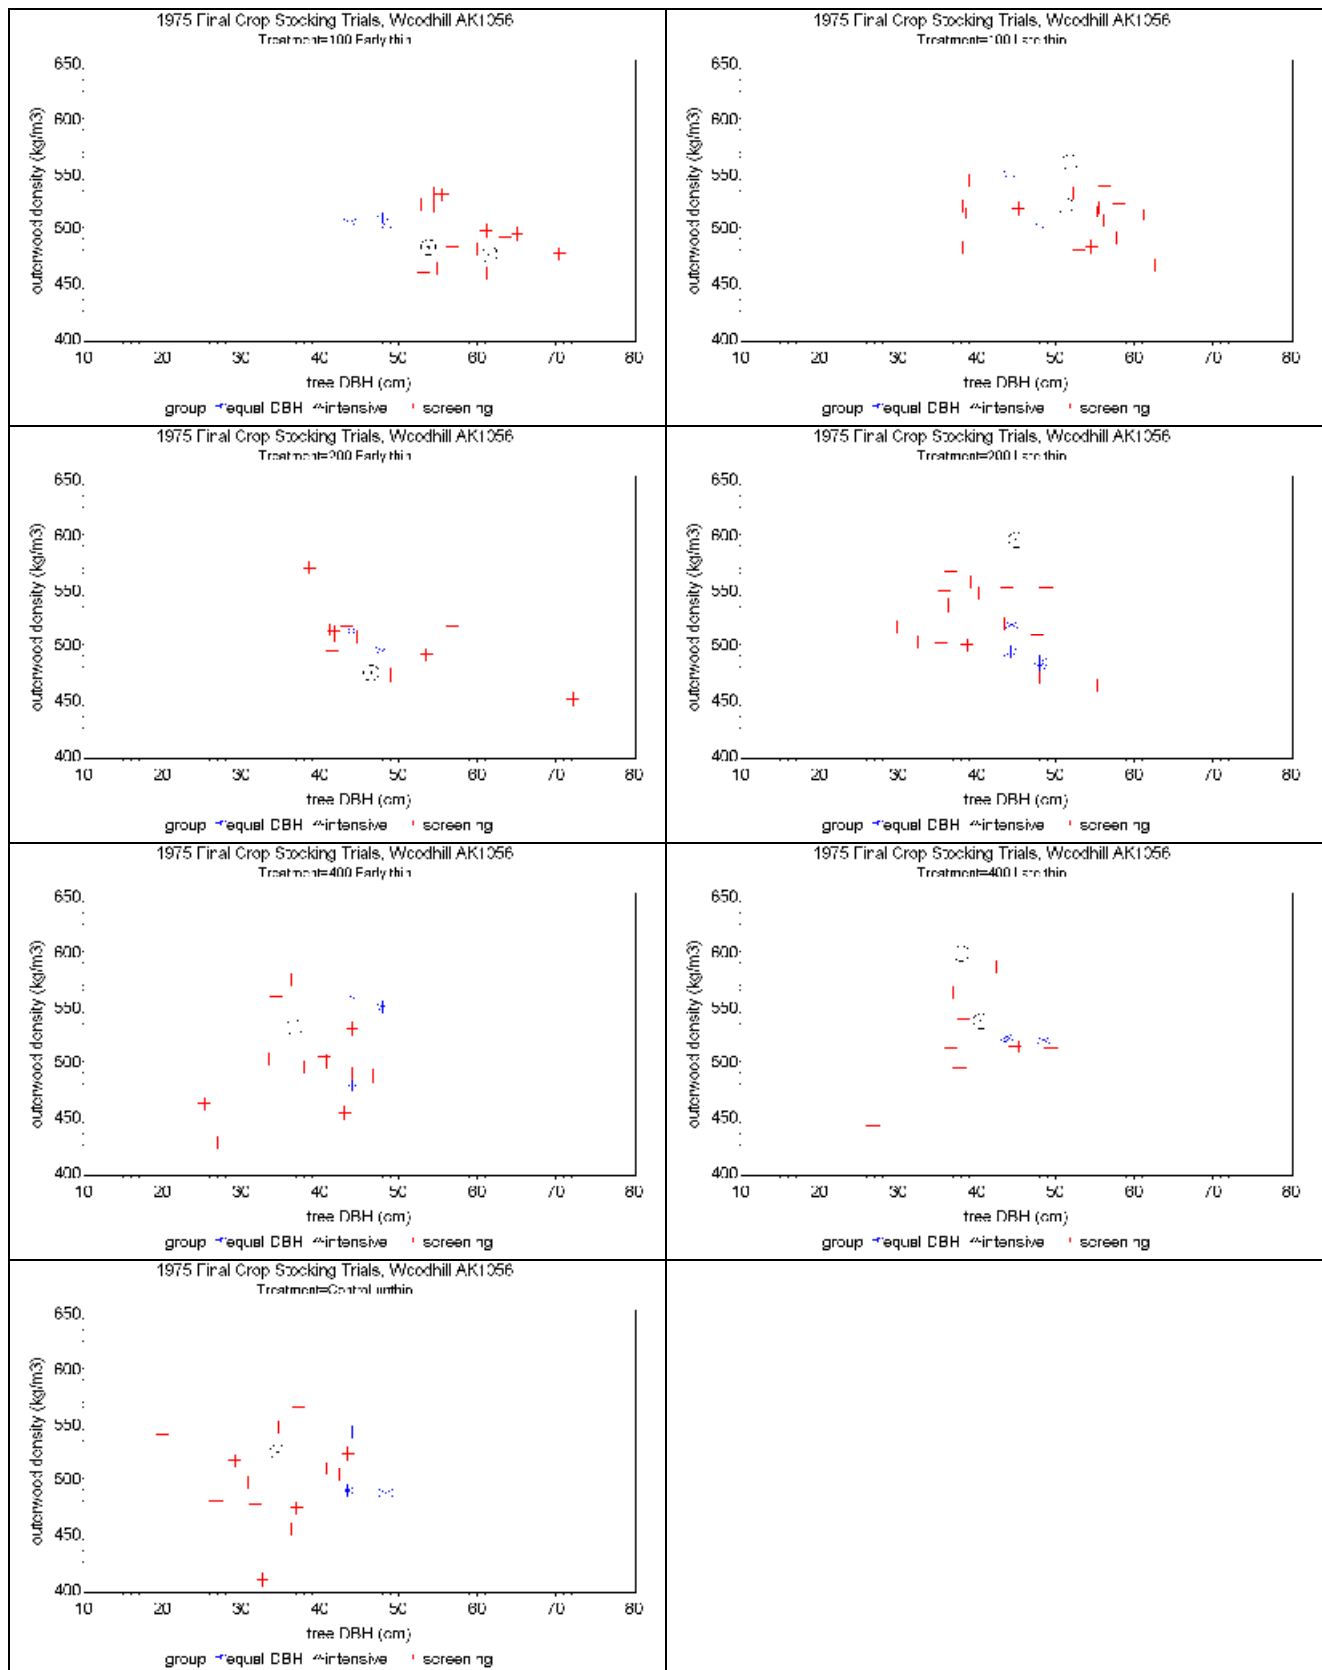 1975 Final Crop Stocking Trials, Woodhill AK1056
Treatment=100 Early thin
outerwood density (kg/m3)
650
600
550
500
450
400
10 20 30 40 50 60 70 80
tree DBH (cm)
group equal DBH intensive screening
1975 Final Crop Stocking Trials, Woodhill AK1056
Treatment=100 Late thin
outerwood density (kg/m3)
650
600
550
500
450
400
10 20 30 40 50 60 70 80
tree DBH (cm)
group equal DBH intensive screening
1975 Final Crop Stocking Trials, Woodhill AK1056
Treatment=200 Early thin
outerwood density (kg/m3)
650
600
550
500
450
400
10 20 30 40 50 60 70 80
tree DBH (cm)
group equal DBH intensive screening
1975 Final Crop Stocking Trials, Woodhill AK1056
Treatment=200 Late thin
outerwood density (kg/m3)
650
600
550
500
450
400
10 20 30 40 50 60 70 80
tree DBH (cm)
group equal DBH intensive screening
1975 Final Crop Stocking Trials, Woodhill AK1056
Treatment=400 Early thin
outerwood density (kg/m3)
650
600
550
500
450
400
10 20 30 40 50 60 70 80
tree DBH (cm)
group equal DBH intensive screening
1975 Final Crop Stocking Trials, Woodhill AK1056
Treatment=400 Late thin
outerwood density (kg/m3)
650
600
550
500
450
400
10 20 30 40 50 60 70 80
tree DBH (cm)
group equal DBH intensive screening
1975 Final Crop Stocking Trials, Woodhill AK1056
Treatment=Control unthin
outerwood density (kg/m3)
650
600
550
500
450
400
10 20 30 40 50 60 70 80
tree DBH (cm)
group equal DBH intensive screening